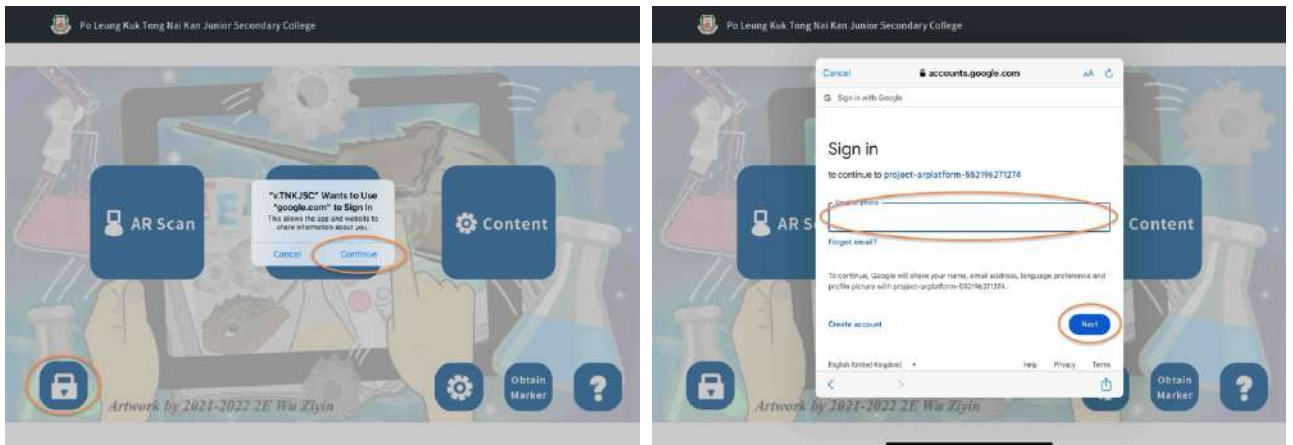 Po Leung Kuk Tong Nai Kan Junior Secondary College
"v.TNKJSC" Wants to Use
"google.com" to Sign In
This allows the app and website to
share information about you.
Cancel Continue
AR Scan
Content
Obtain
Marker
?
Artwork by 2021-2022 2E Wu Ziyin
Po Leung Kuk Tong Nai Kan Junior Secondary College
Cancel accounts.google.com AA
G Sign in with Google
Sign in
to continue to project-arplatform-552196271274
Email or phone
Forgot email?
To continue, Google will share your name, email address, language preference and
profile picture with project-arplatform-552196271274.
Create account Next
English (United Kingdom) Help Privacy Terms
AR S
Content
Obtain
Marker
?
Artwork by 2021-2022 2E Wu Ziyin